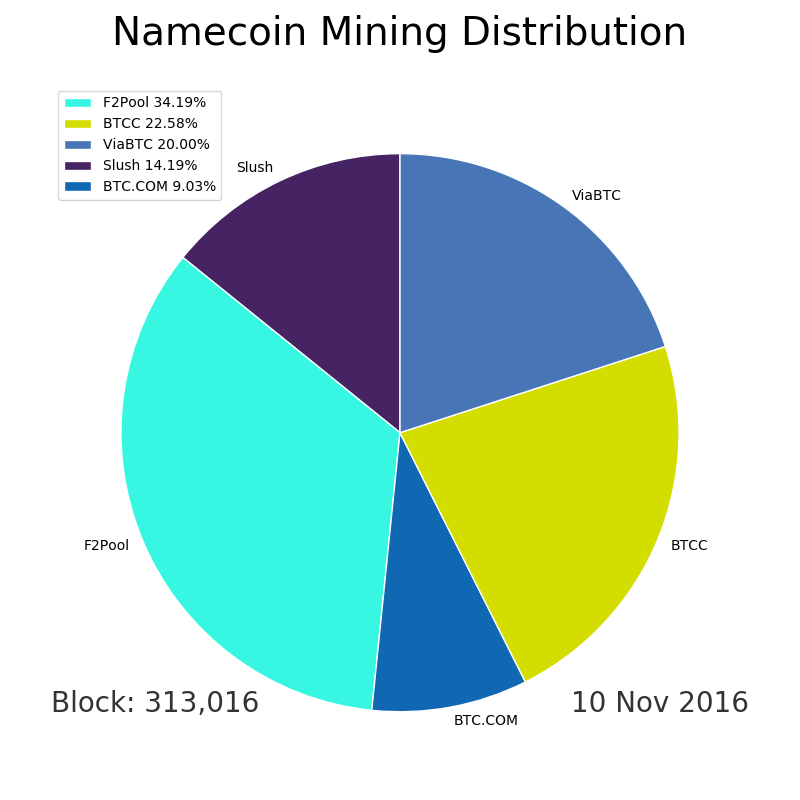 Namecoin Mining Distribution
F2Pool 34.19%
BTCC 22.58%
ViaBTC 20.00%
Slush 14.19%
BTC.COM 9.03%
Slush
ViaBTC
F2Pool
BTCC
Block: 313,016
10 Nov 2016
BTC.COM